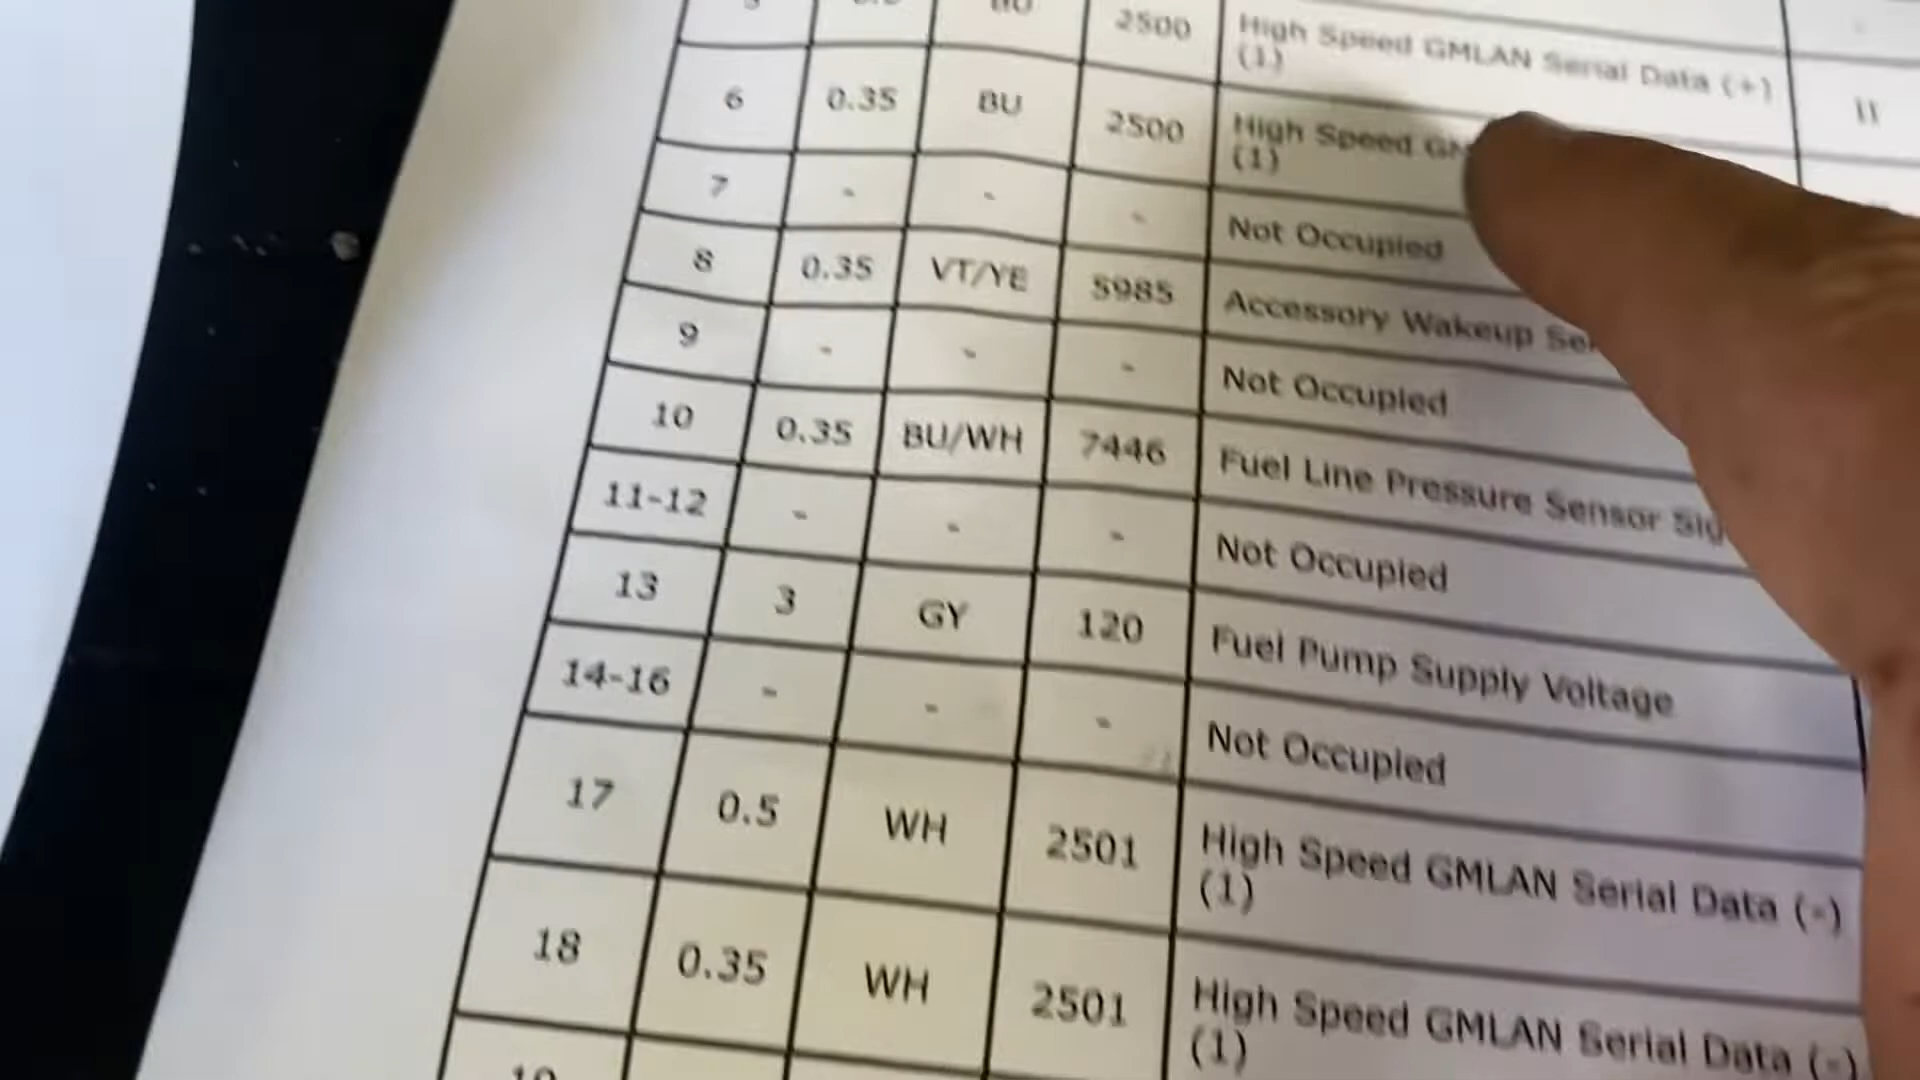 2500 High Speed GMLAN Serial Data (+)
(1)
6 0.35 BU 2500 High Speed
(1)
7 - - - Not Occupied
8 0.35 VT/YE 5985 Accessory Wakeup
9 - - - Not Occupied
10 0.35 BU/WH 7446 Fuel Line Pressure Sensor
11-12 - - - Not Occupied
13 3 GY 120 Fuel Pump Supply Voltage
14-16 - - - Not Occupied
17 0.5 WH 2501 High Speed GMLAN Serial Data (-)
(1)
18 0.35 WH 2501 High Speed GMLAN Serial Data (-)
(1)